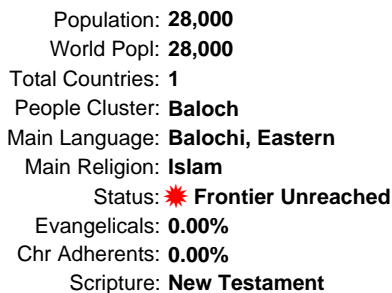 Population: 28,000
World Popl: 28,000
Total Countries: 1
People Cluster: Baloch
Main Language: Balochi, Eastern
Main Religion: Islam
Status: Frontier Unreached
Evangelicals: 0.00%
Chr Adherents: 0.00%
Scripture: New Testament